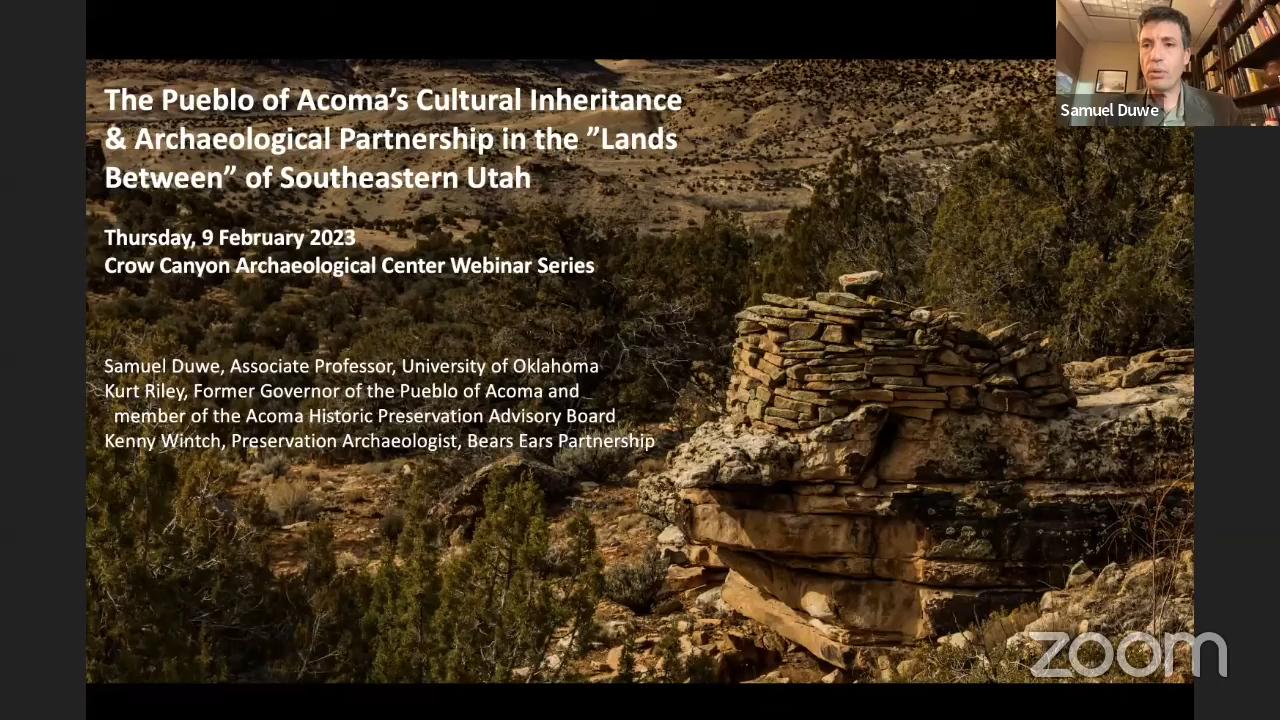 The Pueblo of Acoma’s Cultural Inheritance
& Archaeological Partnership in the ”Lands
Between” of Southeastern Utah
Thursday, 9 February 2023
Crow Canyon Archaeological Center Webinar Series
Samuel Duwe, Associate Professor, University of Oklahoma
Kurt Riley, Former Governor of the Pueblo of Acoma and
member of the Acoma Historic Preservation Advisory Board
Kenny Wintch, Preservation Archaeologist, Bears Ears Partnership
Samuel Duwe
zoom